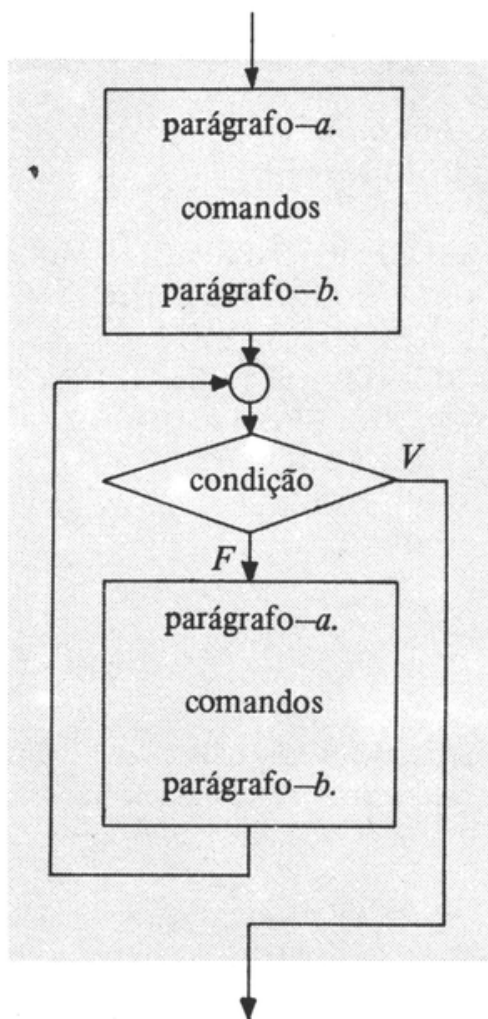 parágrafo—a.
comandos
parágrafo—b.
condição
V
F
parágrafo—a.
comandos
parágrafo—b.